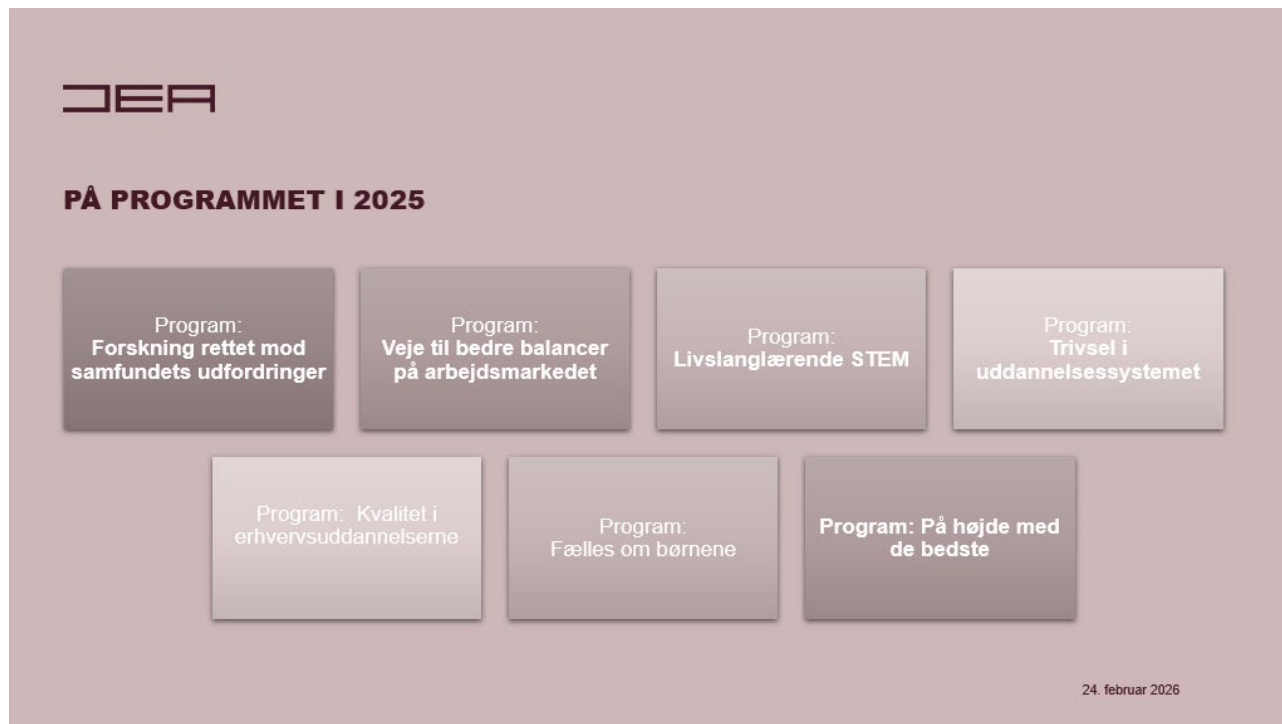 DEA
PÅ PROGRAMMET I 2025
Program:
Forskning rettet mod
samfundets udfordringer
Program:
Veje til bedre balancer
på arbejdsmarkedet
Program:
Livslanglærende STEM
Program:
Trivsel i
uddannelsessystemet
Program: Kvalitet i
erhvervsuddannelserne
Program:
Fælles om børnene
Program: På højde med
de bedste
24. februar 2026